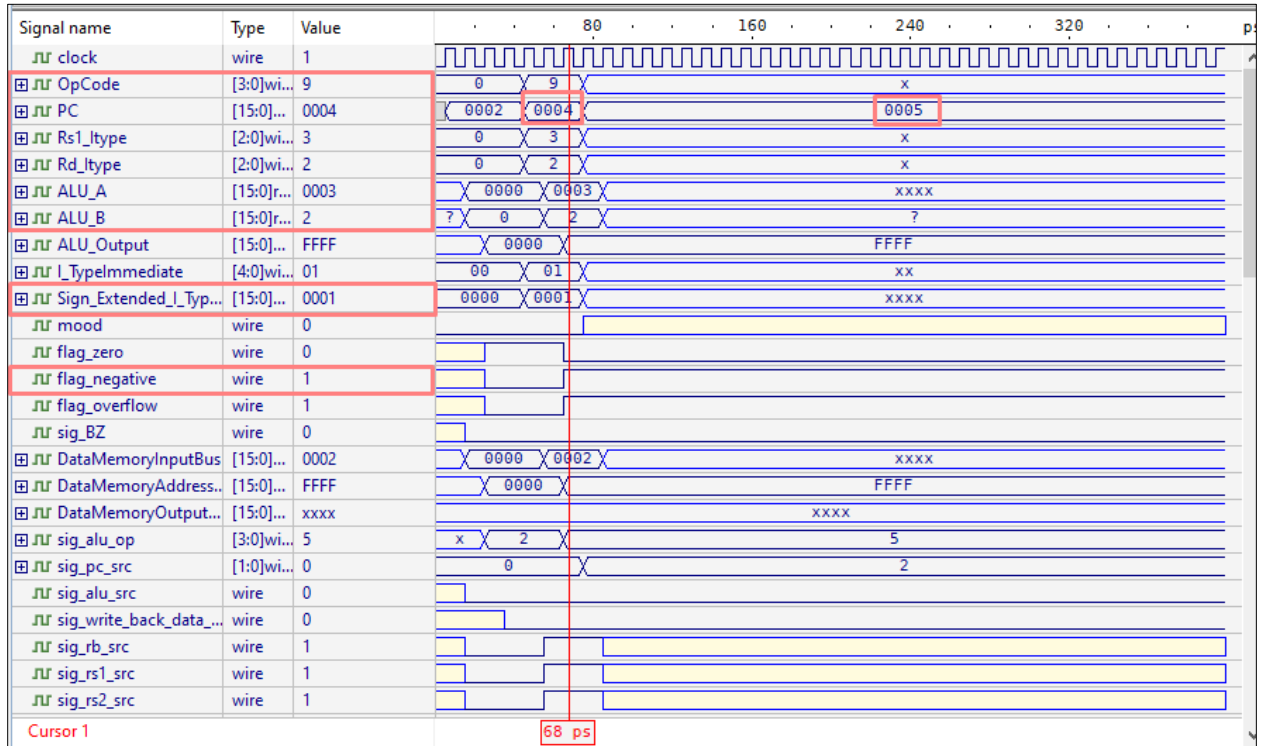 Signal name Type Value 80 160 240 320 ps
clock wire 1
OpCode [3:0]wi... 9 0 9 x
PC [15:0]... 0004 0002 0004 0005
Rs1_Itype [2:0]wi... 3 0 3 x
Rd_Itype [2:0]wi... 2 0 2 x
ALU_A [15:0]r... 0003 0000 0003 xxxx
ALU_B [15:0]r... 2 ? 0 2 ?
ALU_Output [15:0]... FFFF 0000 FFFF
I_TypeImmediate [4:0]wi... 01 00 01 xx
Sign_Extended_I_Typ... [15:0]... 0001 0000 0001 xxxx
mood wire 0
flag_zero wire 0
flag_negative wire 1
flag_overflow wire 1
sig_BZ wire 0
DataMemoryInputBus [15:0]... 0002 0000 0002 xxxx
DataMemoryAddress.. [15:0]... FFFF 0000 FFFF
DataMemoryOutput... [15:0]... xxxx xxxx
sig_alu_op [3:0]wi... 5 x 2 5
sig_pc_src [1:0]wi... 0 0 2
sig_alu_src wire 0
sig_write_back_data_... wire 0
sig_rb_src wire 1
sig_rs1_src wire 1
sig_rs2_src wire 1
Cursor 1 68 ps